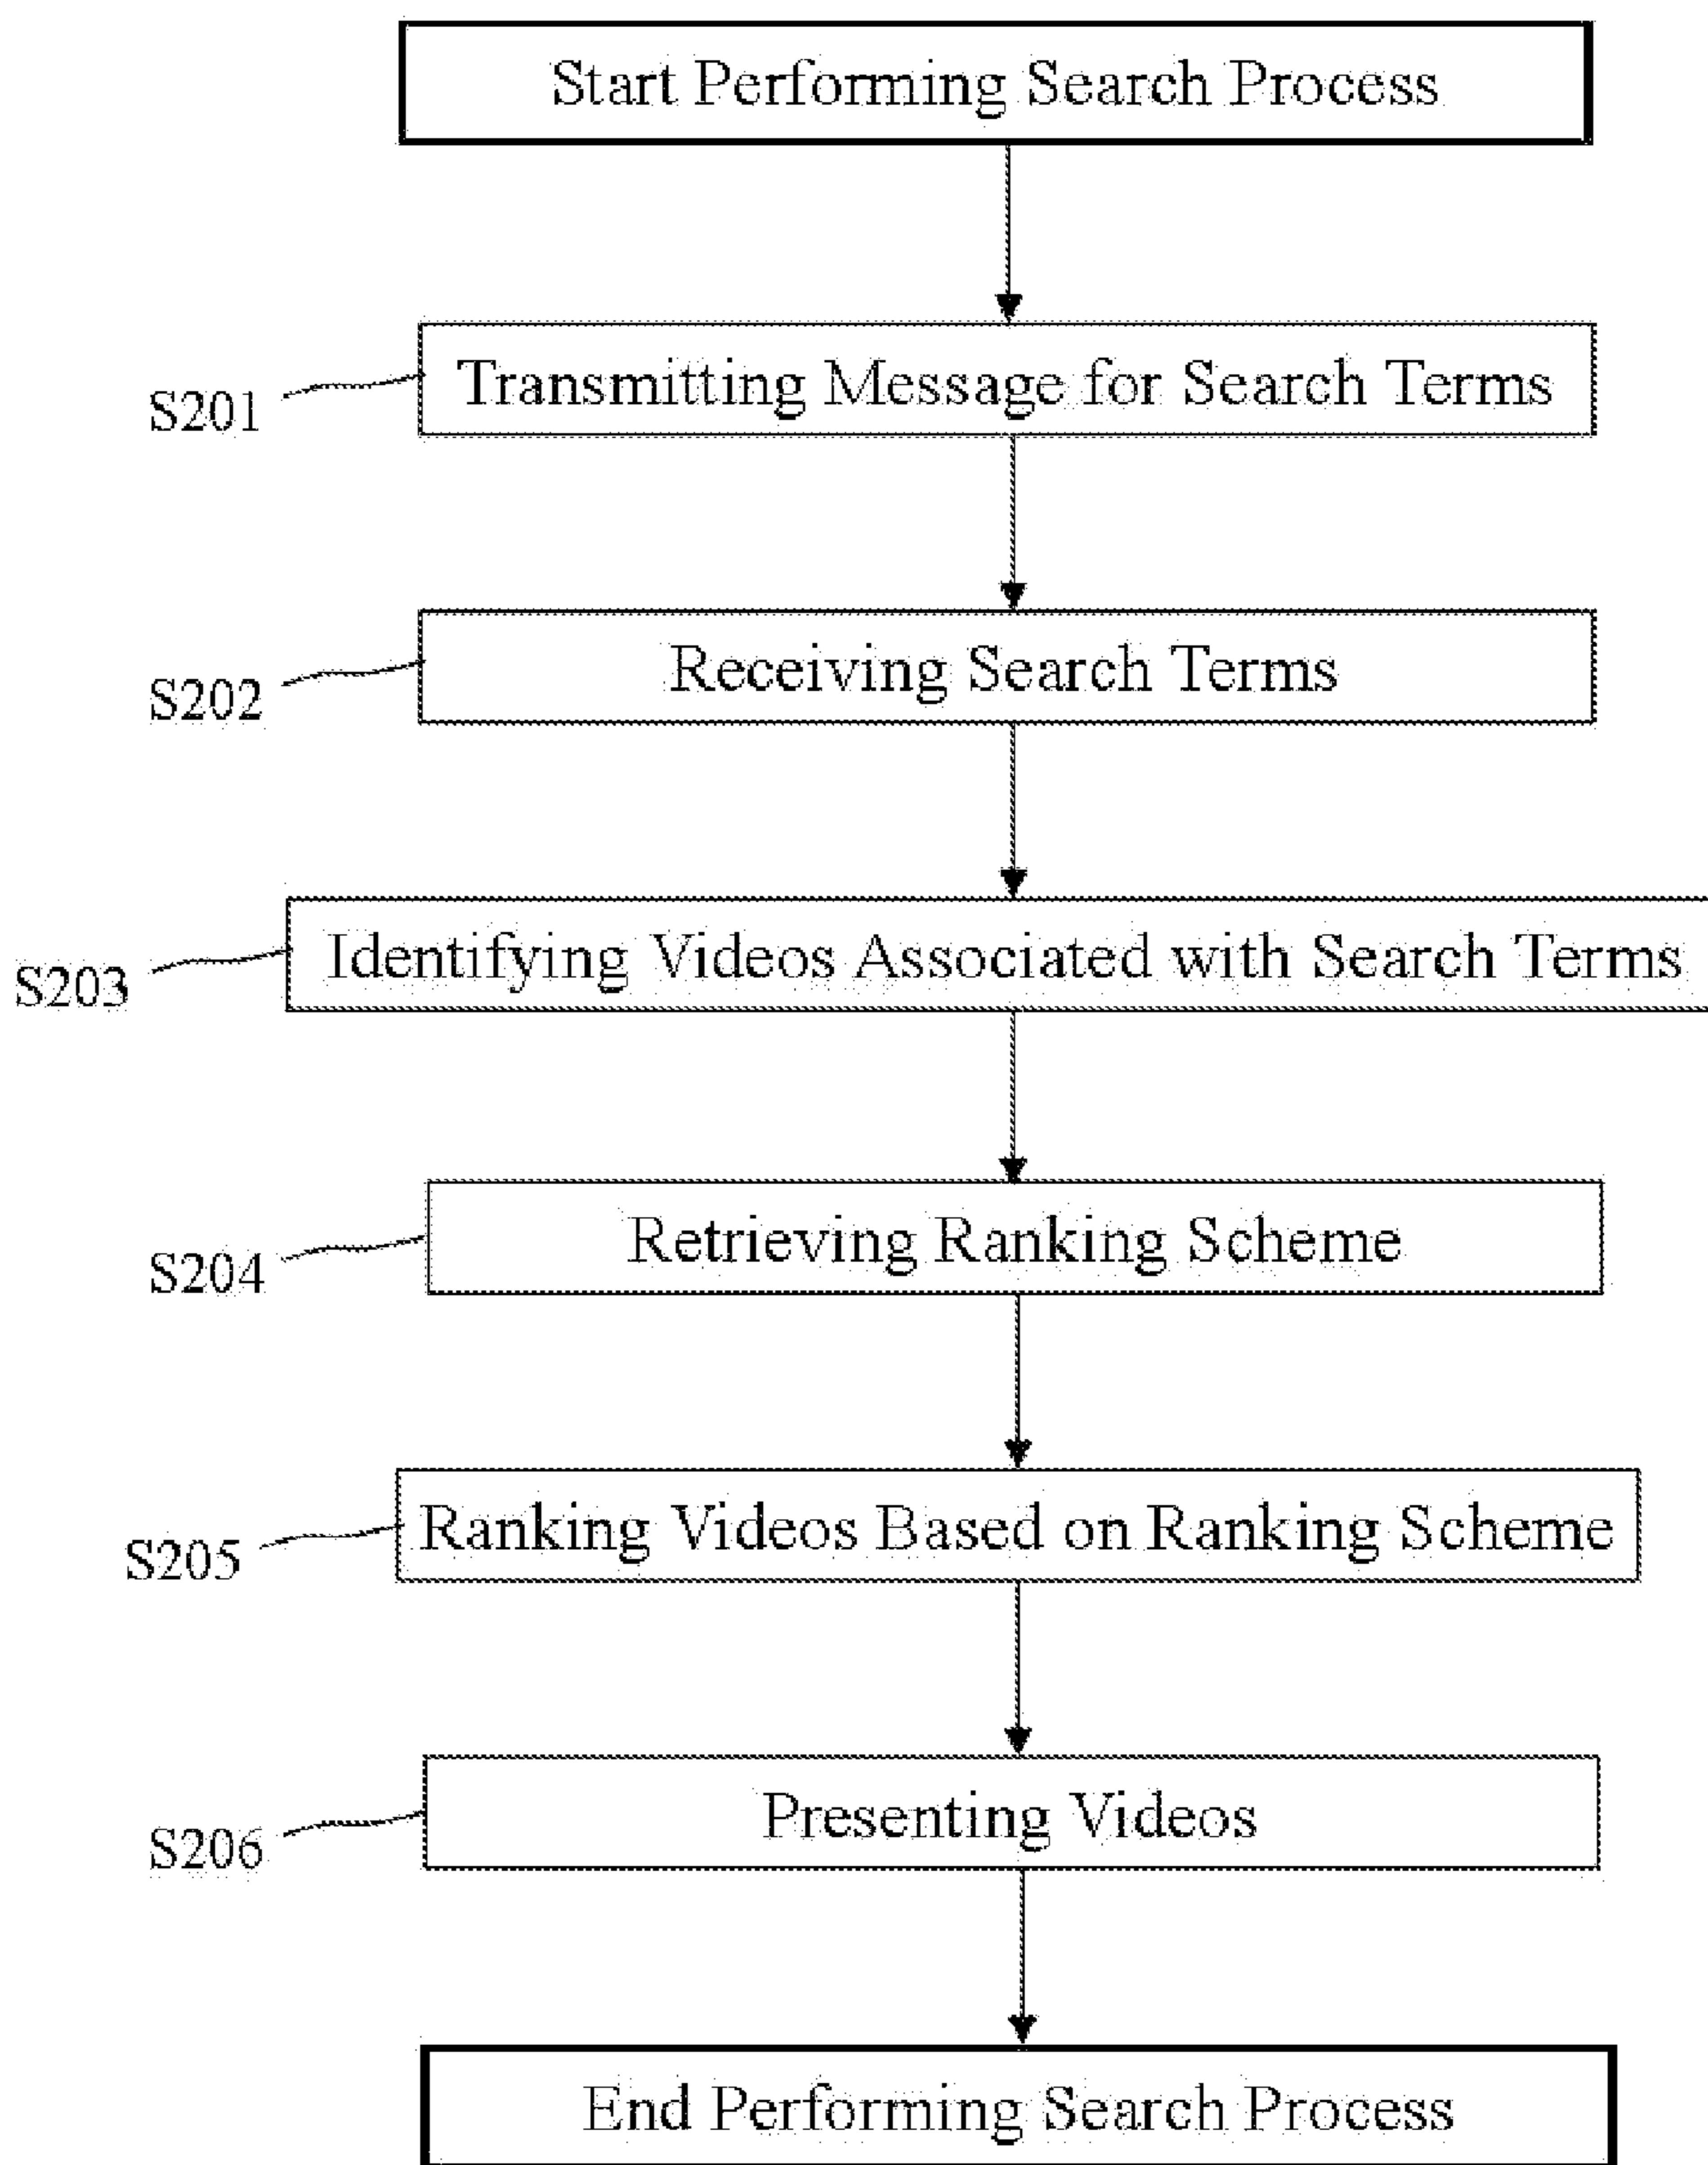 Start Performing Search Process
S201
Transmitting Message for Search Terms
S202
Receiving Search Terms
S203
Identifying Videos Associated with Search Terms
S204
Retrieving Ranking Scheme
S205
Ranking Videos Based on Ranking Scheme
S206
Presenting Videos
End Performing Search Process